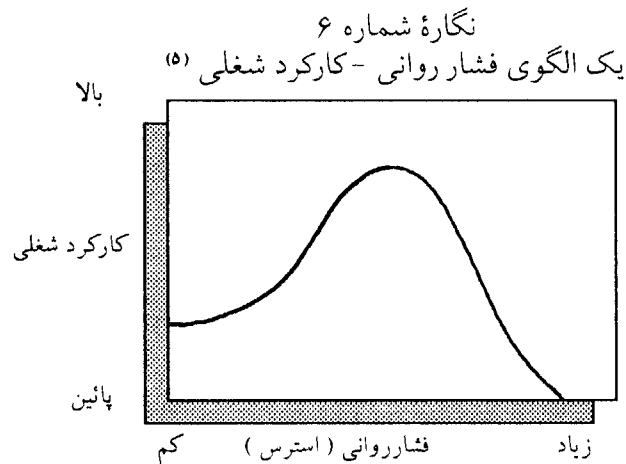 نگارهٔ شماره ۶
یک الگوی فشار روانی - کارکرد شغلی (۵)
بالا
کارکرد شغلی
پائین
کم
فشارروانی ( استرس )
زیاد